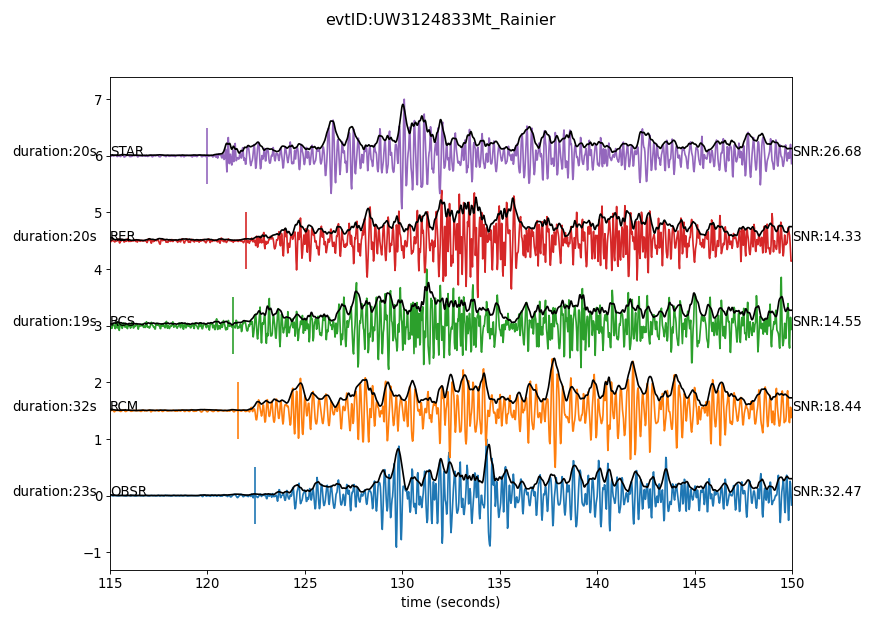 evtID:UW3124833Mt_Rainier
7
duration:20s 6 STAR SNR:26.68
5
duration:20s RER SNR:14.33
4
duration:19s 3 RCS SNR:14.55
2
duration:32s RCM SNR:18.44
1
duration:23s 0 OBSR SNR:32.47
−1
115 120 125 130 135 140 145 150
time (seconds)